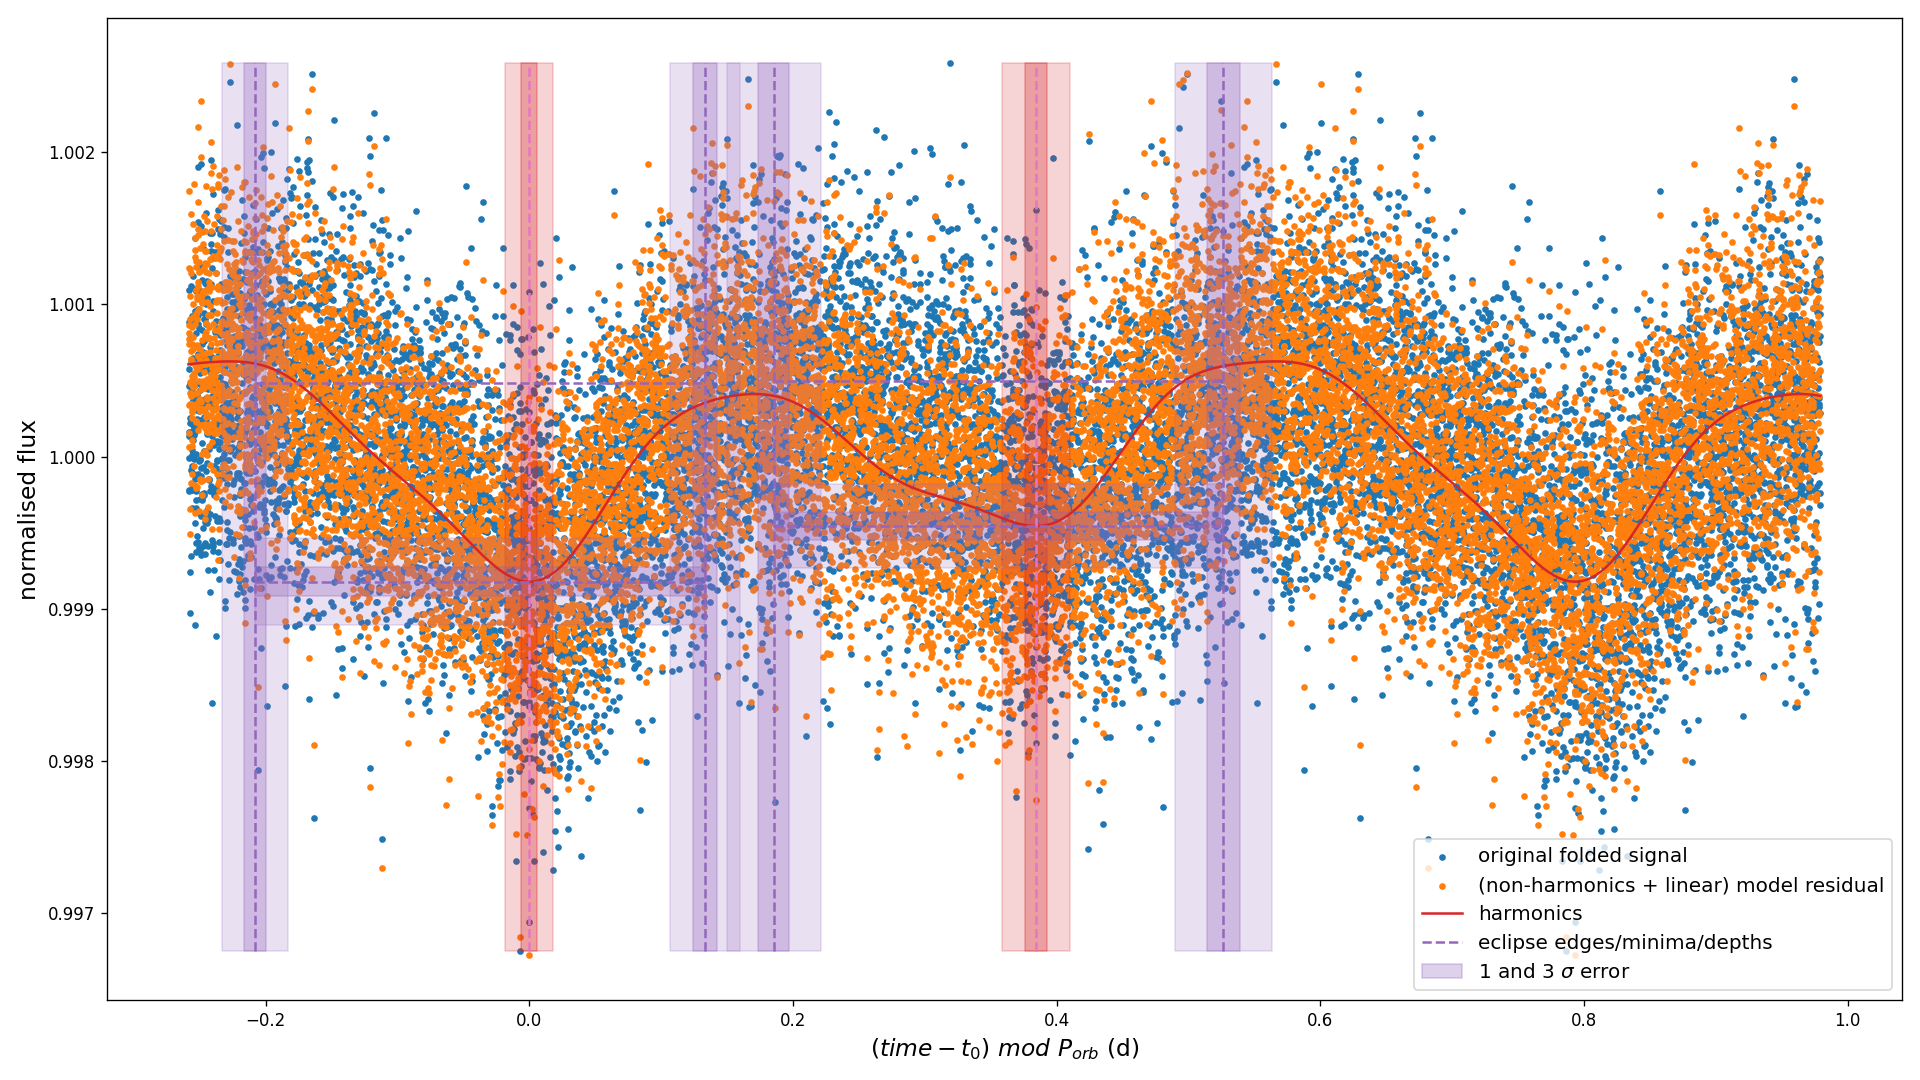 normalised flux
1.002
1.001
1.000
0.999
0.998
0.997
original folded signal
(non-harmonics + linear) model residual
harmonics
eclipse edges/minima/depths
1 and 3 σ error
−0.2
0.0
0.2
0.4
0.6
0.8
1.0
(time − t₀) mod Pₒᵣb (d)